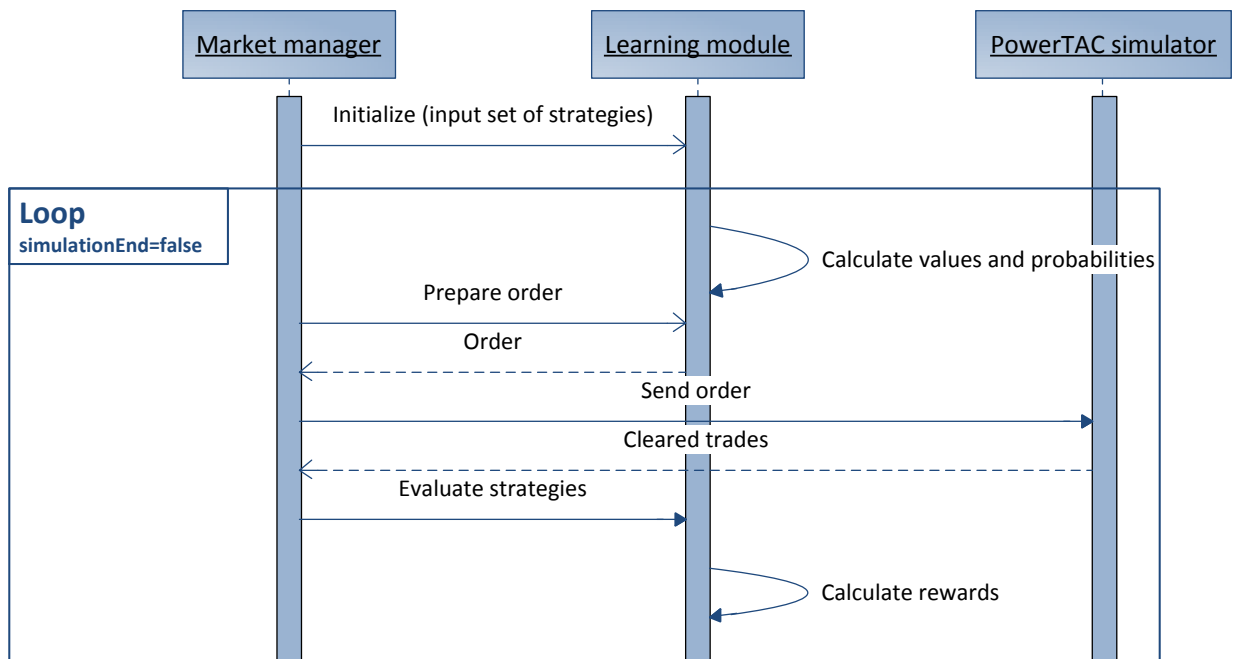 Market manager
Learning module
PowerTAC simulator
Initialize (input set of strategies)
Loop
simulationEnd=false
Calculate values and probabilities
Prepare order
Order
Send order
Cleared trades
Evaluate strategies
Calculate rewards